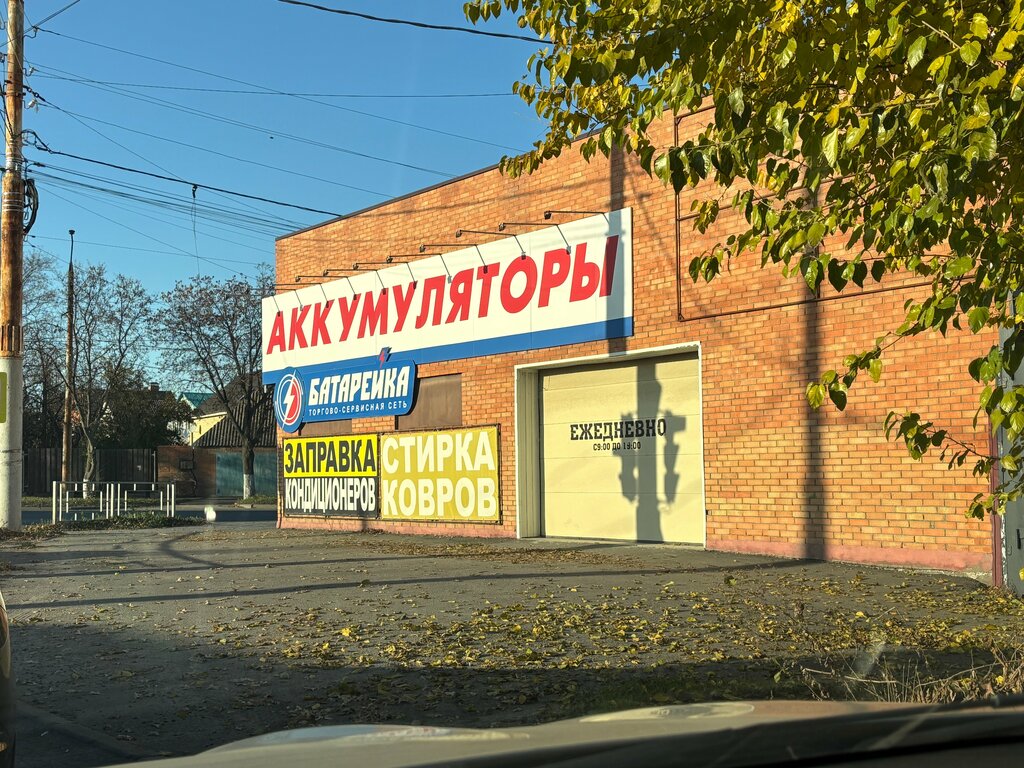 АККУМУЛЯТОРЫ
БАТАРЕЙКА
ТОРГОВО-СЕРВИСНАЯ СЕТЬ
ЗАПРАВКА
КОНДИЦИОНЕРОВ
СТИРКА
КОВРОВ
ЕЖЕДНЕВНО
С9:00 ДО 19:00